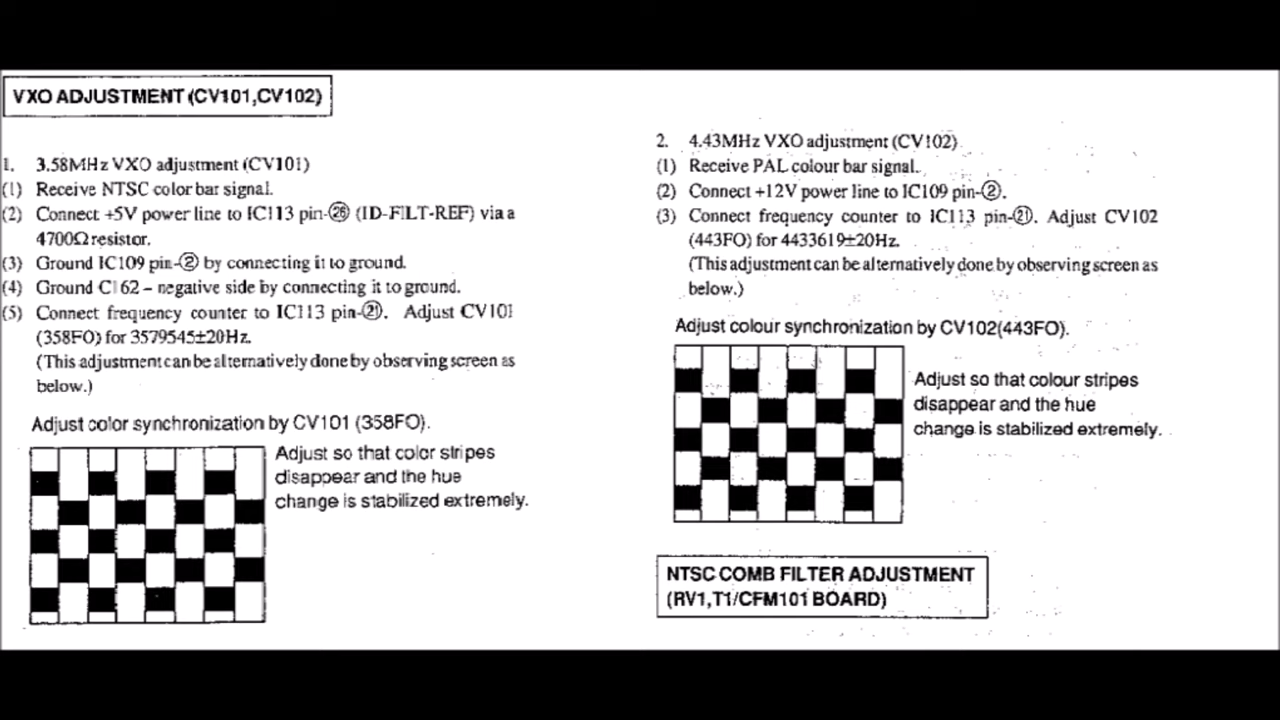 VXO ADJUSTMENT (CV101,CV102)
1. 3.58MHz VXO adjustment (CV101)
(1) Receive NTSC color bar signal.
(2) Connect +5V power line to IC113 pin-㉖ (ID-FILT-REF) via a
4700Ω resistor.
(3) Ground IC109 pin-② by connecting it to ground.
(4) Ground C162 – negative side by connecting it to ground.
(5) Connect frequency counter to IC113 pin-㉑. Adjust CV101
(358FO) for 3579545±20Hz.
(This adjustment can be alternatively done by observing screen as
below.)
Adjust color synchronization by CV101 (358FO).
Adjust so that color stripes
disappear and the hue
change is stabilized extremely.
2. 4.43MHz VXO adjustment (CV102)
(1) Receive PAL colour bar signal.
(2) Connect +12V power line to IC109 pin-②.
(3) Connect frequency counter to IC113 pin-㉑. Adjust CV102
(443FO) for 4433619±20Hz.
(This adjustment can be alternatively done by observing screen as
below.)
Adjust colour synchronization by CV102(443FO).
Adjust so that colour stripes
disappear and the hue
change is stabilized extremely.
NTSC COMB FILTER ADJUSTMENT
(RV1,T1/CFM101 BOARD)